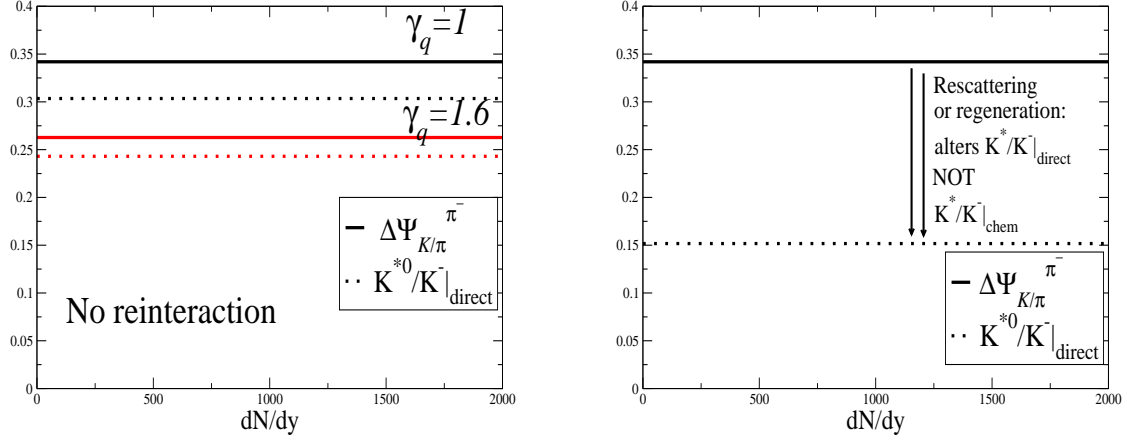 0.4
0.35
0.3
0.25
0.2
0.15
0.1
0.05
0
γq=1
γq=1.6
ΔΨK/π π⁻
K*0/K⁻|direct
No reinteraction
0 500 1000 1500 2000
dN/dy
0.4
0.35
0.3
0.25
0.2
0.15
0.1
0.05
0
Rescattering
or regeneration:
alters K*/K⁻|direct
NOT
K*/K⁻|chem
ΔΨK/π π⁻
K*0/K⁻|direct
0 500 1000 1500 2000
dN/dy